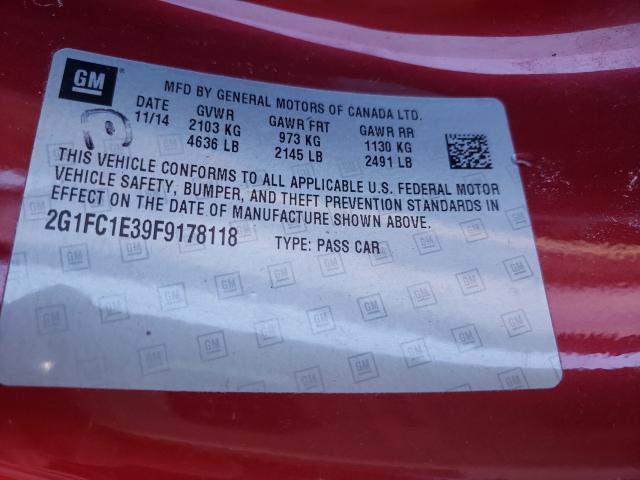 GM
MFD BY GENERAL MOTORS OF CANADA LTD.
DATE GVWR GAWR FRT GAWR RR
11/14 2103 KG 973 KG 1130 KG
4636 LB 2145 LB 2491 LB
THIS VEHICLE CONFORMS TO ALL APPLICABLE U.S. FEDERAL MOTOR
VEHICLE SAFETY, BUMPER, AND THEFT PREVENTION STANDARDS IN
EFFECT ON THE DATE OF MANUFACTURE SHOWN ABOVE.
2G1FC1E39F9178118 TYPE: PASS CAR